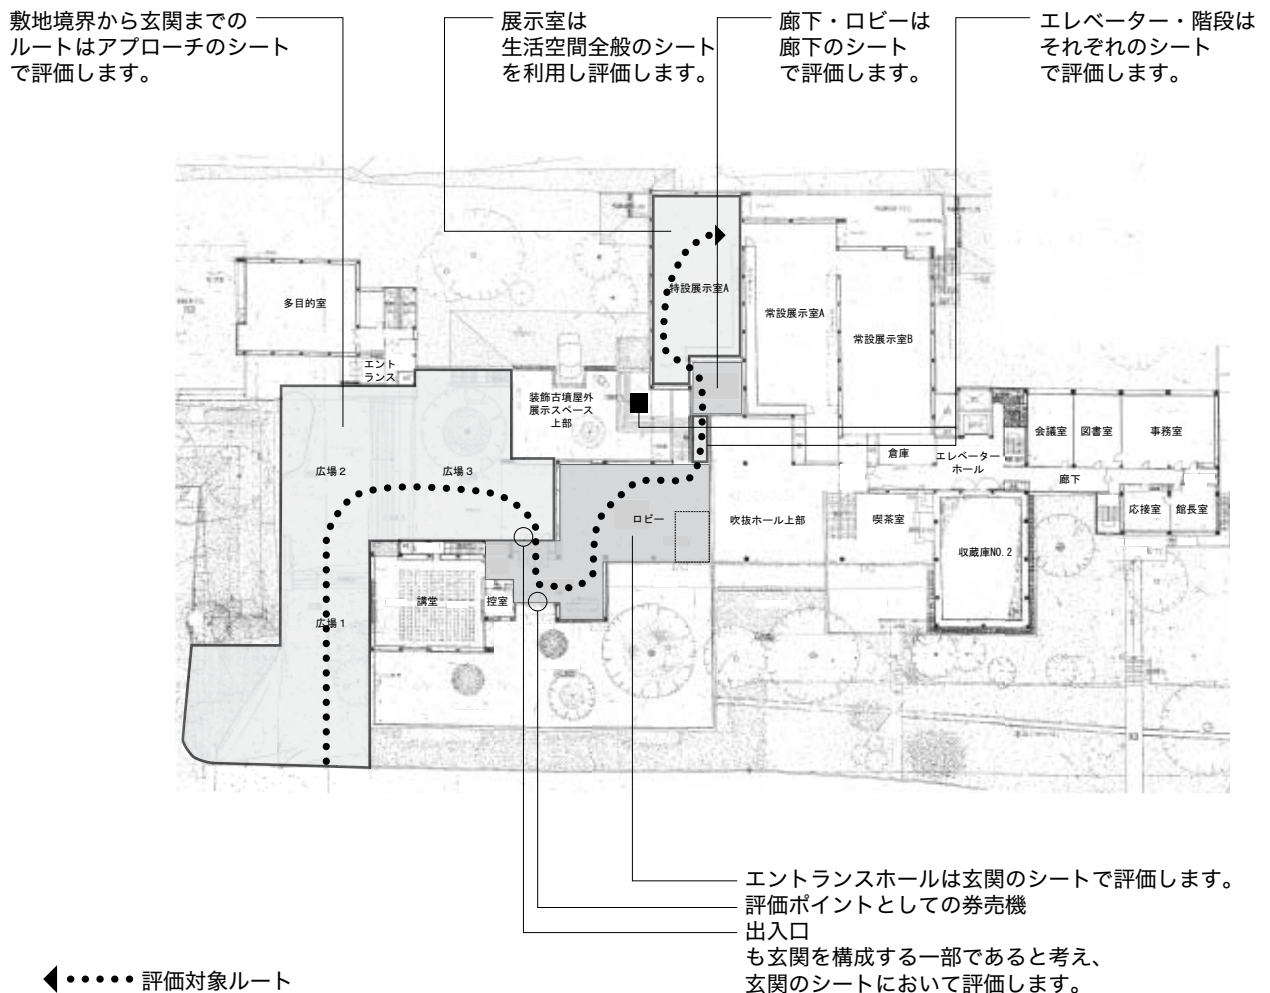 敷地境界から玄関までの
ルートはアプローチのシート
で評価します。
展示室は
生活空間全般のシート
を利用し評価します。
廊下・ロビーは
廊下のシート
で評価します。
エレベーター・階段は
それぞれのシート
で評価します。
多目的室
エント
ランス
特設展示室A
常設展示室A
常設展示室B
装飾古墳屋外
展示スペース
上部
会議室
図書室
事務室
倉庫
エレベーター
ホール
廊下
広場2
広場3
ロビー
吹抜ホール上部
喫茶室
応接室
館長室
収蔵庫NO.2
講堂
控室
広場1
エントランスホールは玄関のシートで評価します。
評価ポイントとしての券売機
出入口
も玄関を構成する一部であると考え、
玄関のシートにおいて評価します。
評価対象ルート